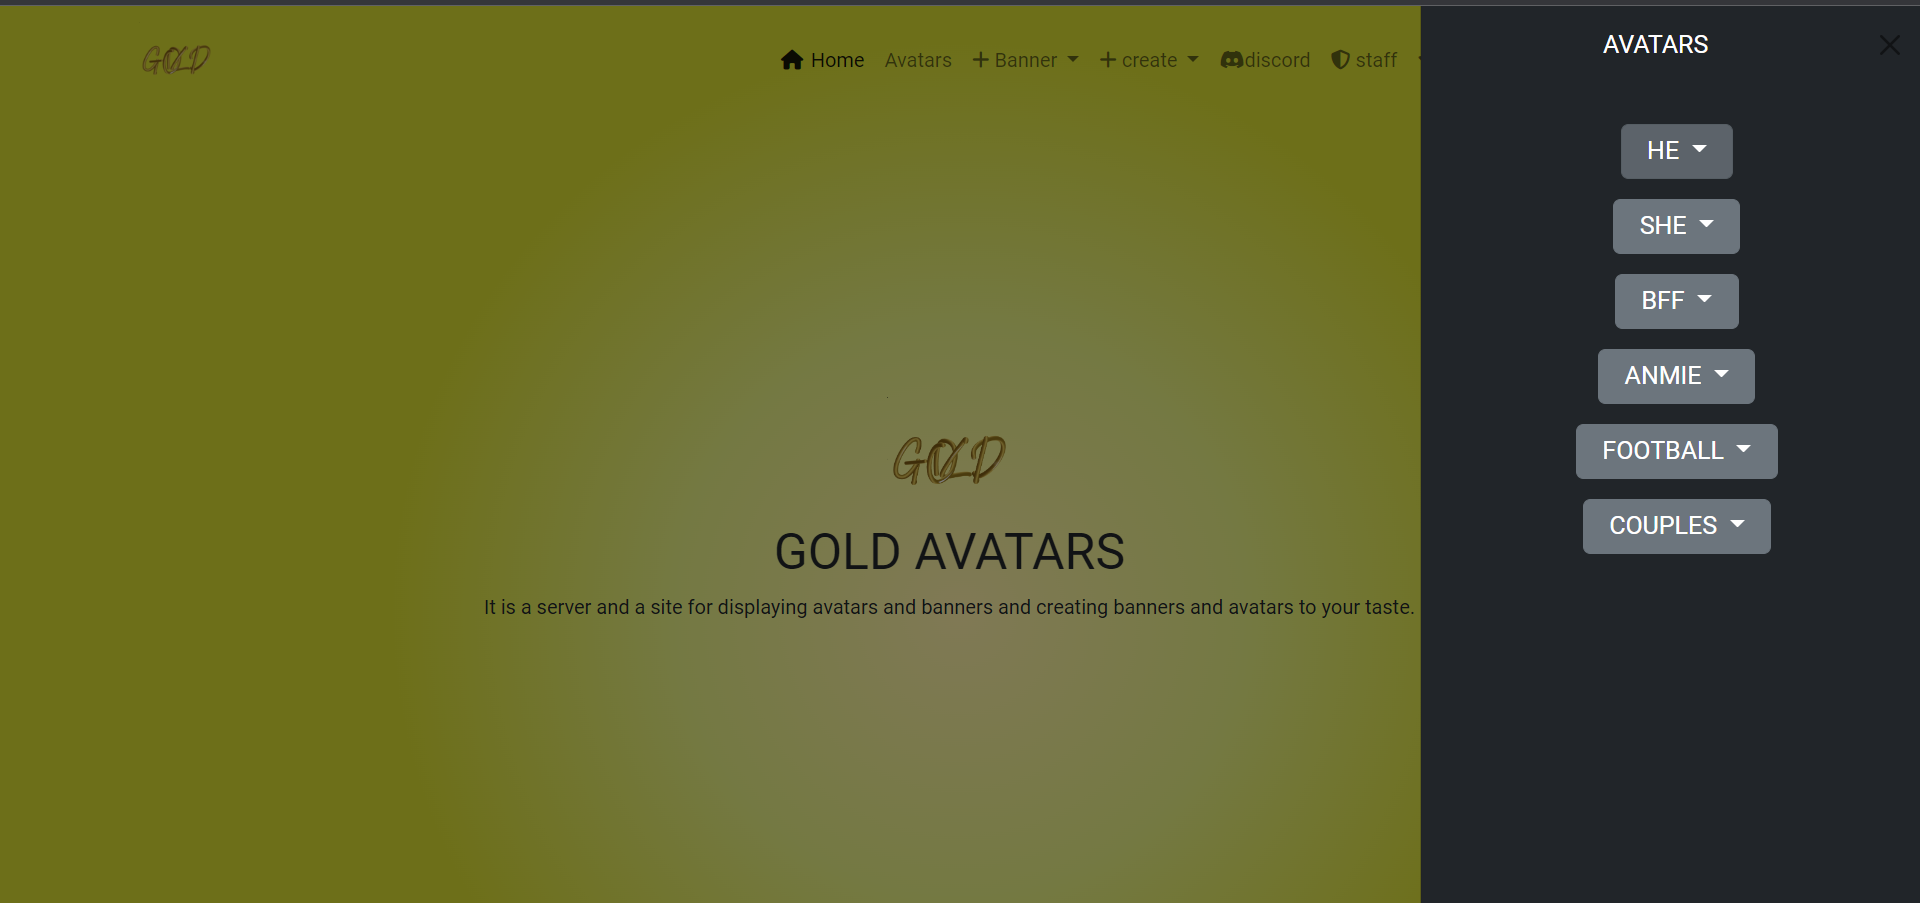 GOLD
Home Avatars + Banner + create discord staff
GOLD
GOLD AVATARS
It is a server and a site for displaying avatars and banners and creating banners and avatars to your taste.
AVATARS
HE
SHE
BFF
ANMIE
FOOTBALL
COUPLES